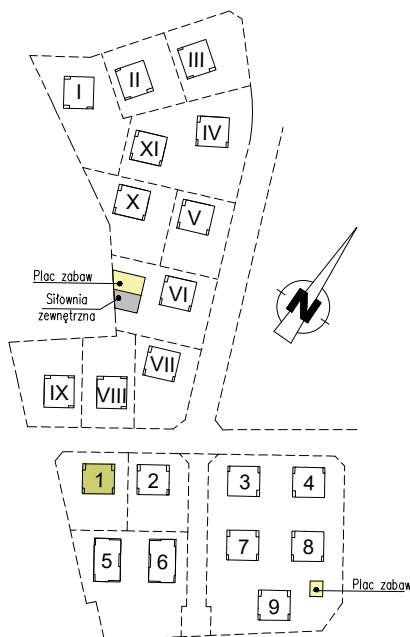 III
II
I
IV
XI
X
V
Plac zabaw
Siłownia
zewnętrzna
VI
N
VII
IX
VIII
1
2
3
4
5
6
7
8
9
Plac zabaw